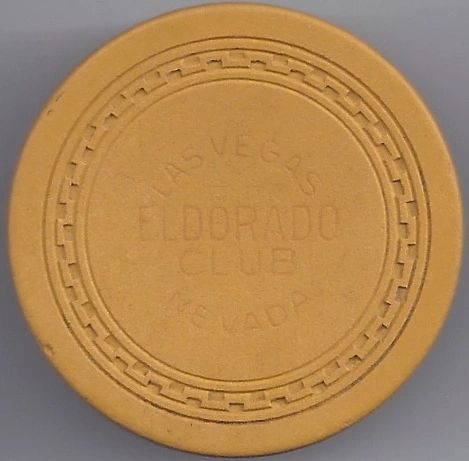 LAS VEGAS
ELDORADO
CLUB
NEVADA